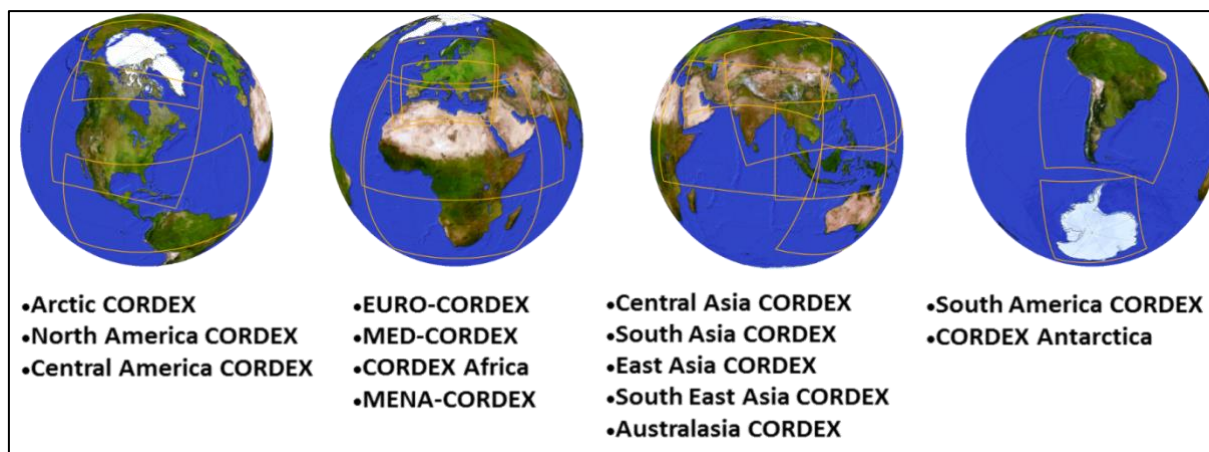 •Arctic CORDEX
•North America CORDEX
•Central America CORDEX
•EURO-CORDEX
•MED-CORDEX
•CORDEX Africa
•MENA-CORDEX
•Central Asia CORDEX
•South Asia CORDEX
•East Asia CORDEX
•South East Asia CORDEX
•Australasia CORDEX
•South America CORDEX
•CORDEX Antarctica